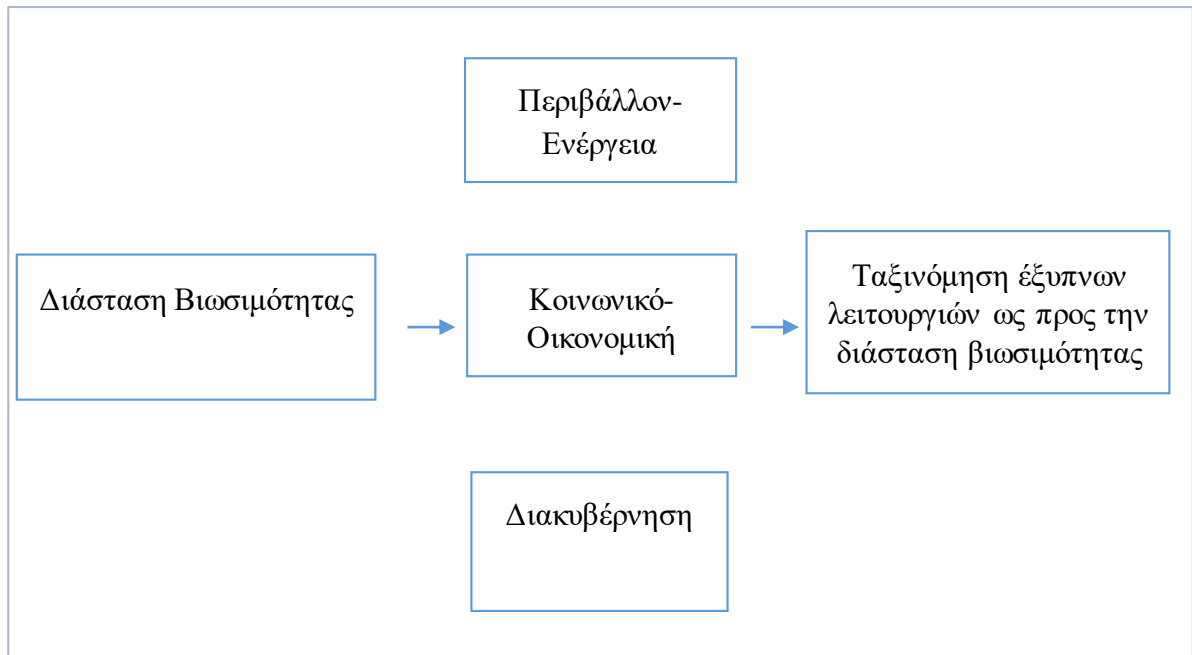 Περιβάλλον-
Ενέργεια
Διάσταση Βιωσιμότητας
Κοινωνικό-
Οικονομική
Ταξινόμηση έξυπνων
λειτουργιών ως προς την
διάσταση βιωσιμότητας
Διακυβέρνηση